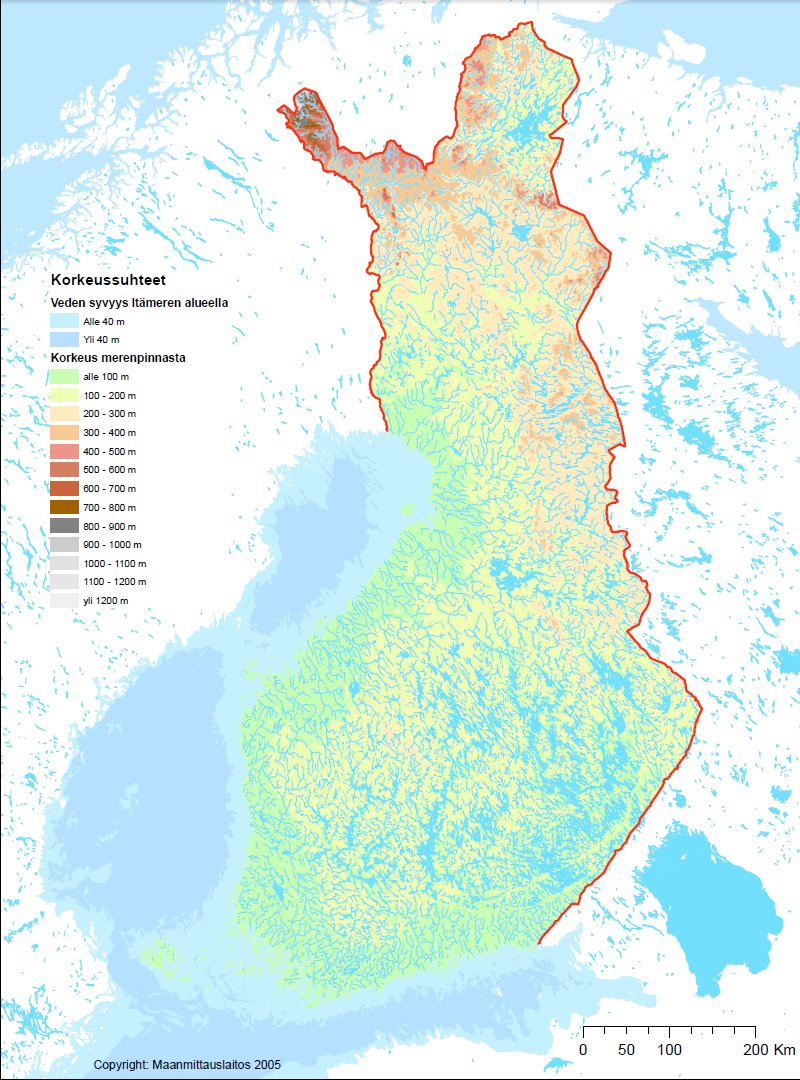 Korkeussuhteet
Veden syvyys Itämeren alueella
Alle 40 m
Yli 40 m
Korkeus merenpinnasta
alle 100 m
100 - 200 m
200 - 300 m
300 - 400 m
400 - 500 m
500 - 600 m
600 - 700 m
700 - 800 m
800 - 900 m
900 - 1000 m
1000 - 1100 m
1100 - 1200 m
yli 1200 m
0 50 100 200 Km
Copyright: Maanmittauslaitos 2005